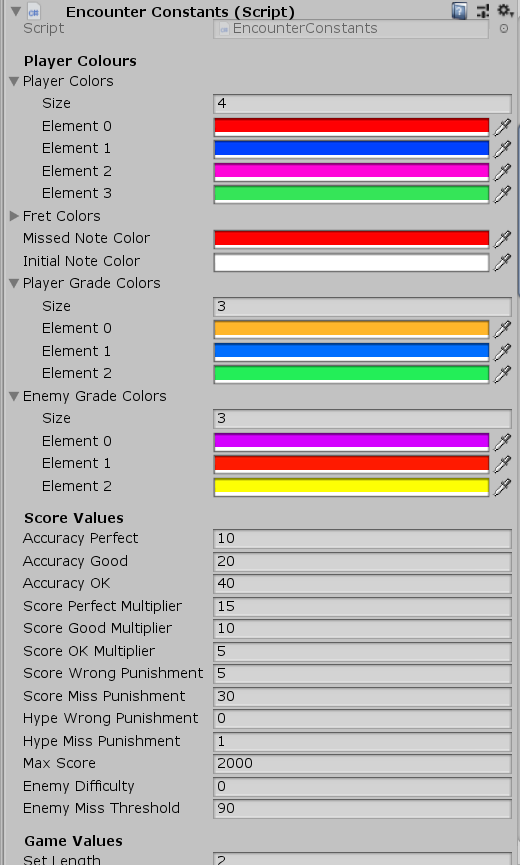 Encounter Constants (Script)
Script EncounterConstants
Player Colours
Player Colors
Size 4
Element 0
Element 1
Element 2
Element 3
Fret Colors
Missed Note Color
Initial Note Color
Player Grade Colors
Size 3
Element 0
Element 1
Element 2
Enemy Grade Colors
Size 3
Element 0
Element 1
Element 2
Score Values
Accuracy Perfect 10
Accuracy Good 20
Accuracy OK 40
Score Perfect Multiplier 15
Score Good Multiplier 10
Score OK Multiplier 5
Score Wrong Punishment 5
Score Miss Punishment 30
Hype Wrong Punishment 0
Hype Miss Punishment 1
Max Score 2000
Enemy Difficulty 0
Enemy Miss Threshold 90
Game Values
Set Length 2